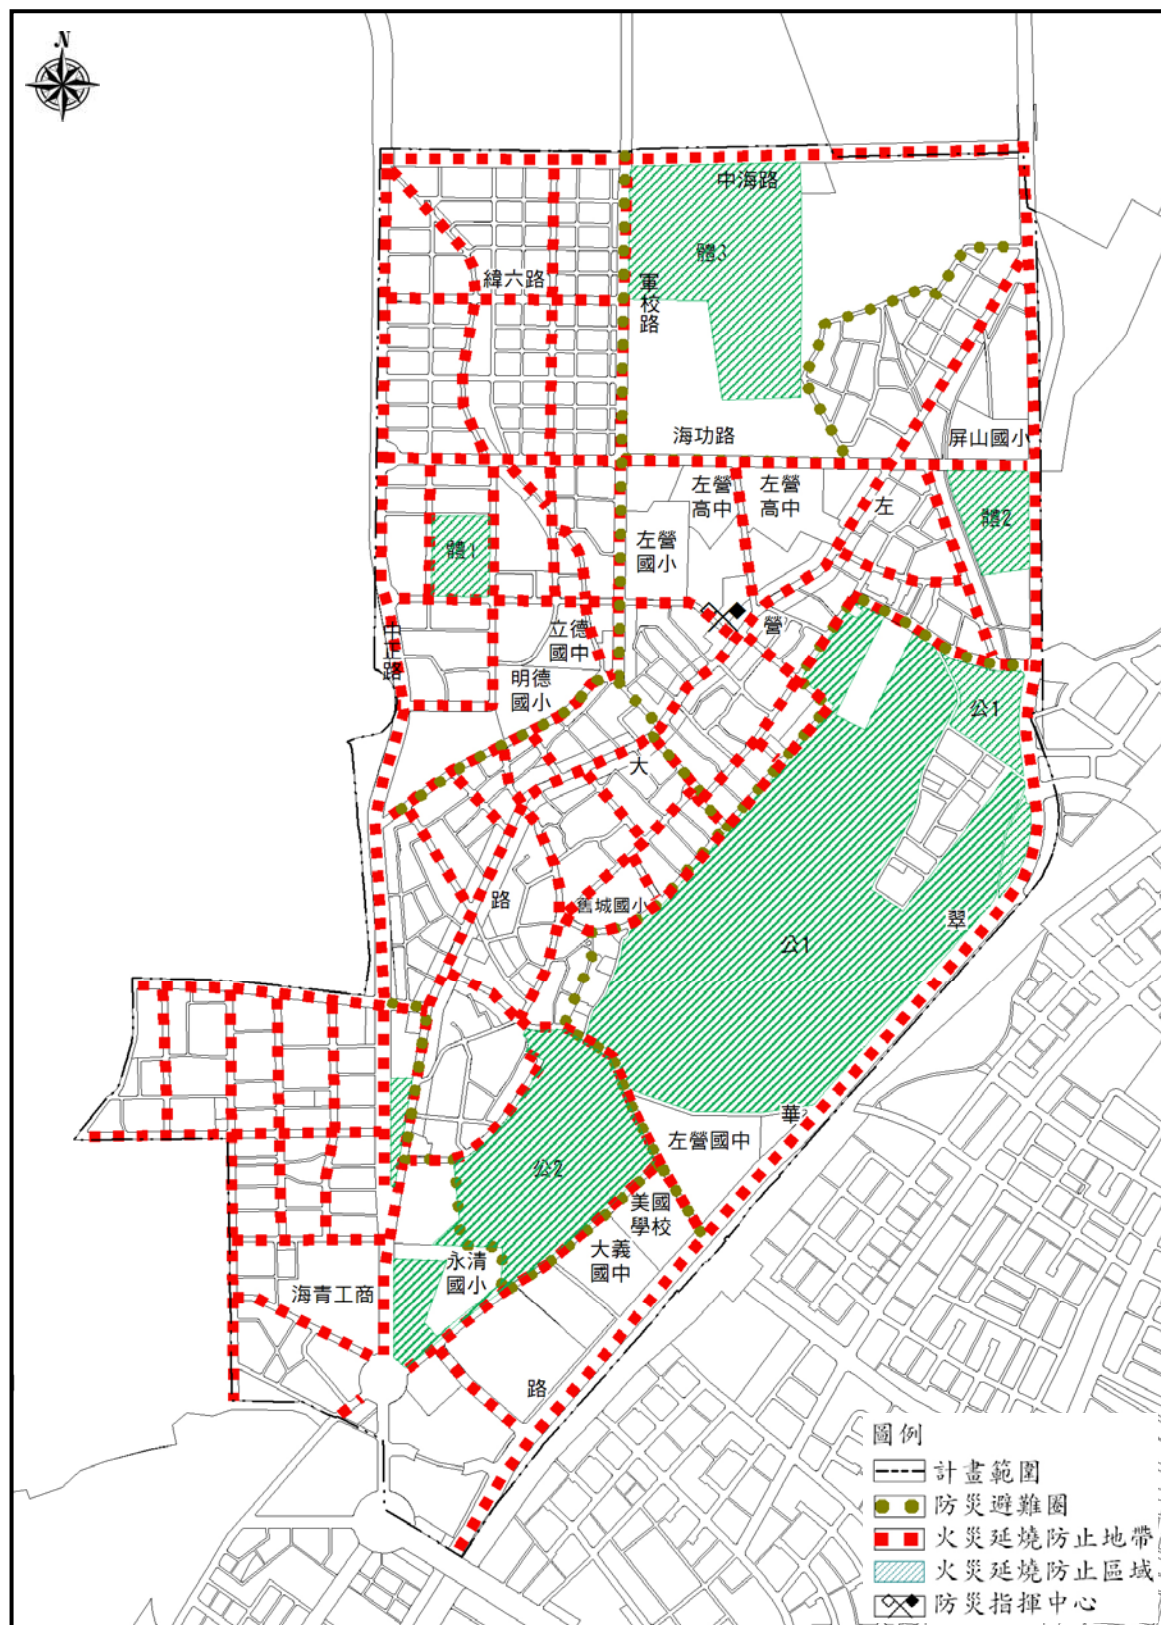 N
中海路
體3
緯六路
軍校路
海功路
屏山國小
左營
高中
左營
高中
左
體2
左營
國小
體1
營
立德
國中
中正路
明德
國小
公1
大
路
舊城國小
翠
公1
華
左營國中
公2
美國
學校
大義
國中
永清
國小
海青工商
路
圖例
計畫範圍
防災避難圈
火災延燒防止地帶
火災延燒防止區域
防災指揮中心